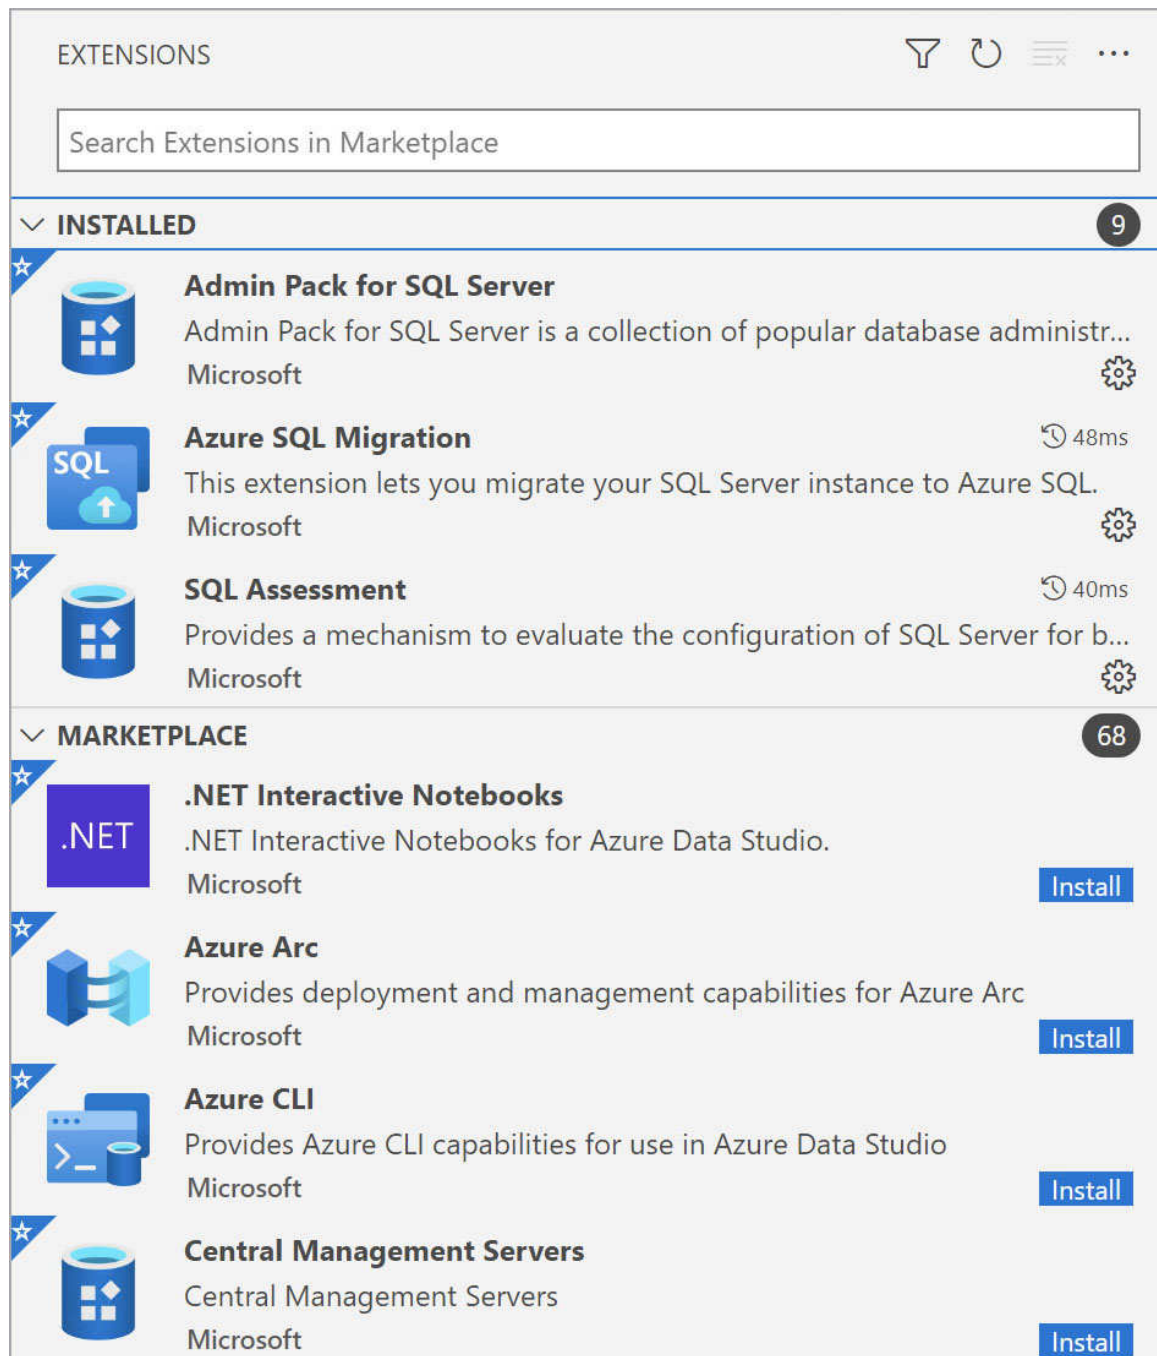 EXTENSIONS
Search Extensions in Marketplace
INSTALLED 9
Admin Pack for SQL Server
Admin Pack for SQL Server is a collection of popular database administr...
Microsoft
SQL
Azure SQL Migration 48ms
This extension lets you migrate your SQL Server instance to Azure SQL.
Microsoft
SQL Assessment 40ms
Provides a mechanism to evaluate the configuration of SQL Server for b...
Microsoft
MARKETPLACE 68
.NET
.NET Interactive Notebooks
.NET Interactive Notebooks for Azure Data Studio.
Microsoft Install
Azure Arc
Provides deployment and management capabilities for Azure Arc
Microsoft Install
Azure CLI
Provides Azure CLI capabilities for use in Azure Data Studio
Microsoft Install
Central Management Servers
Central Management Servers
Microsoft Install